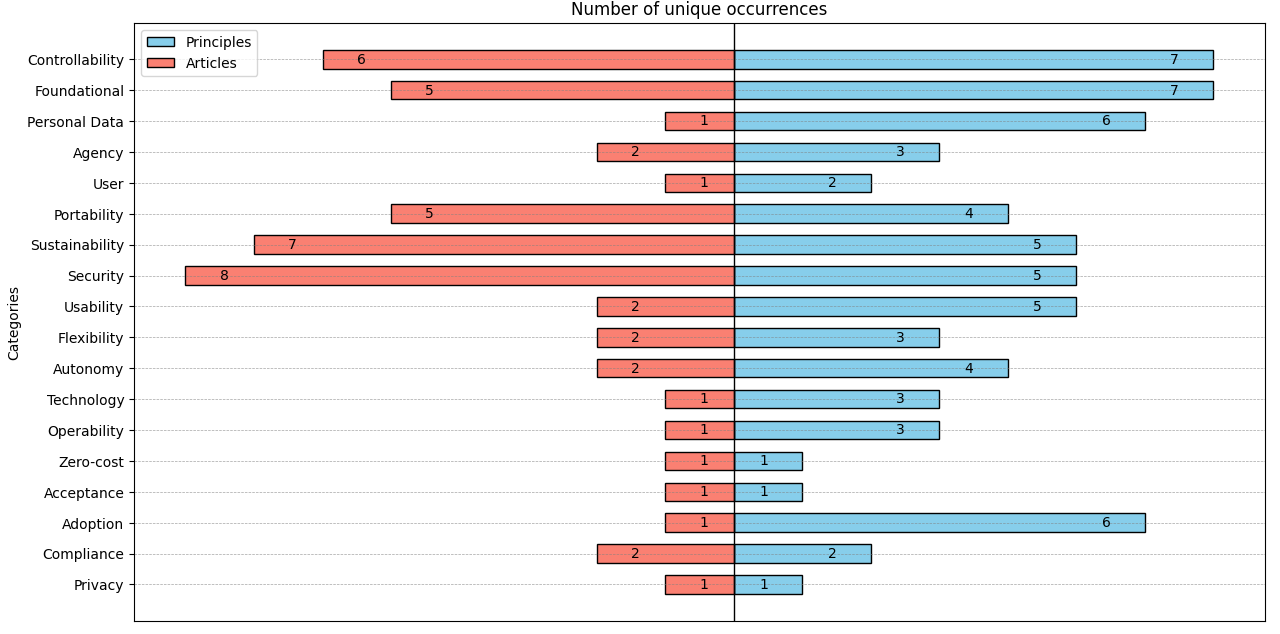 Number of unique occurrences
Principles
Articles
Categories
Controllability 6 7
Foundational 5 7
Personal Data 1 6
Agency 2 3
User 1 2
Portability 5 4
Sustainability 7 5
Security 8 5
Usability 2 5
Flexibility 2 3
Autonomy 2 4
Technology 1 3
Operability 1 3
Zero-cost 1 1
Acceptance 1 1
Adoption 1 6
Compliance 2 2
Privacy 1 1